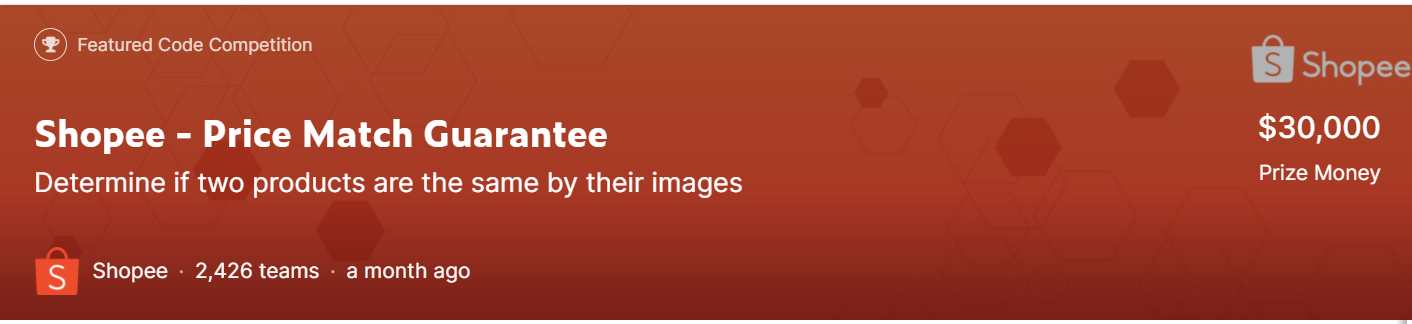 Featured Code Competition
Shopee
Shopee - Price Match Guarantee
$30,000
Determine if two products are the same by their images
Prize Money
S
Shopee · 2,426 teams · a month ago